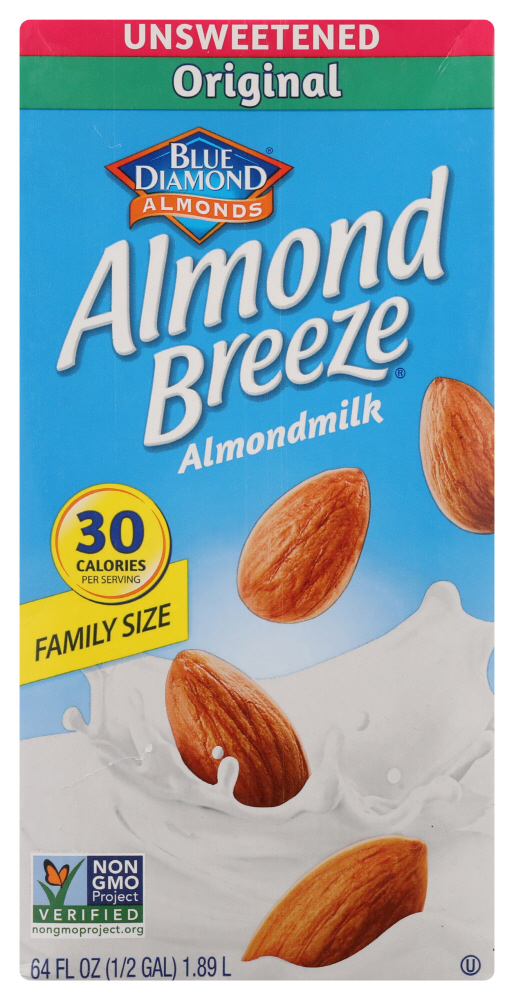 UNSWEETENED
Original
BLUE
DIAMOND®
ALMONDS
Almond
Breeze®
Almondmilk
30
CALORIES
PER SERVING
FAMILY SIZE
NON
GMO
Project
VERIFIED
nongmoproject.org
64 FL OZ (1/2 GAL) 1.89 L
U